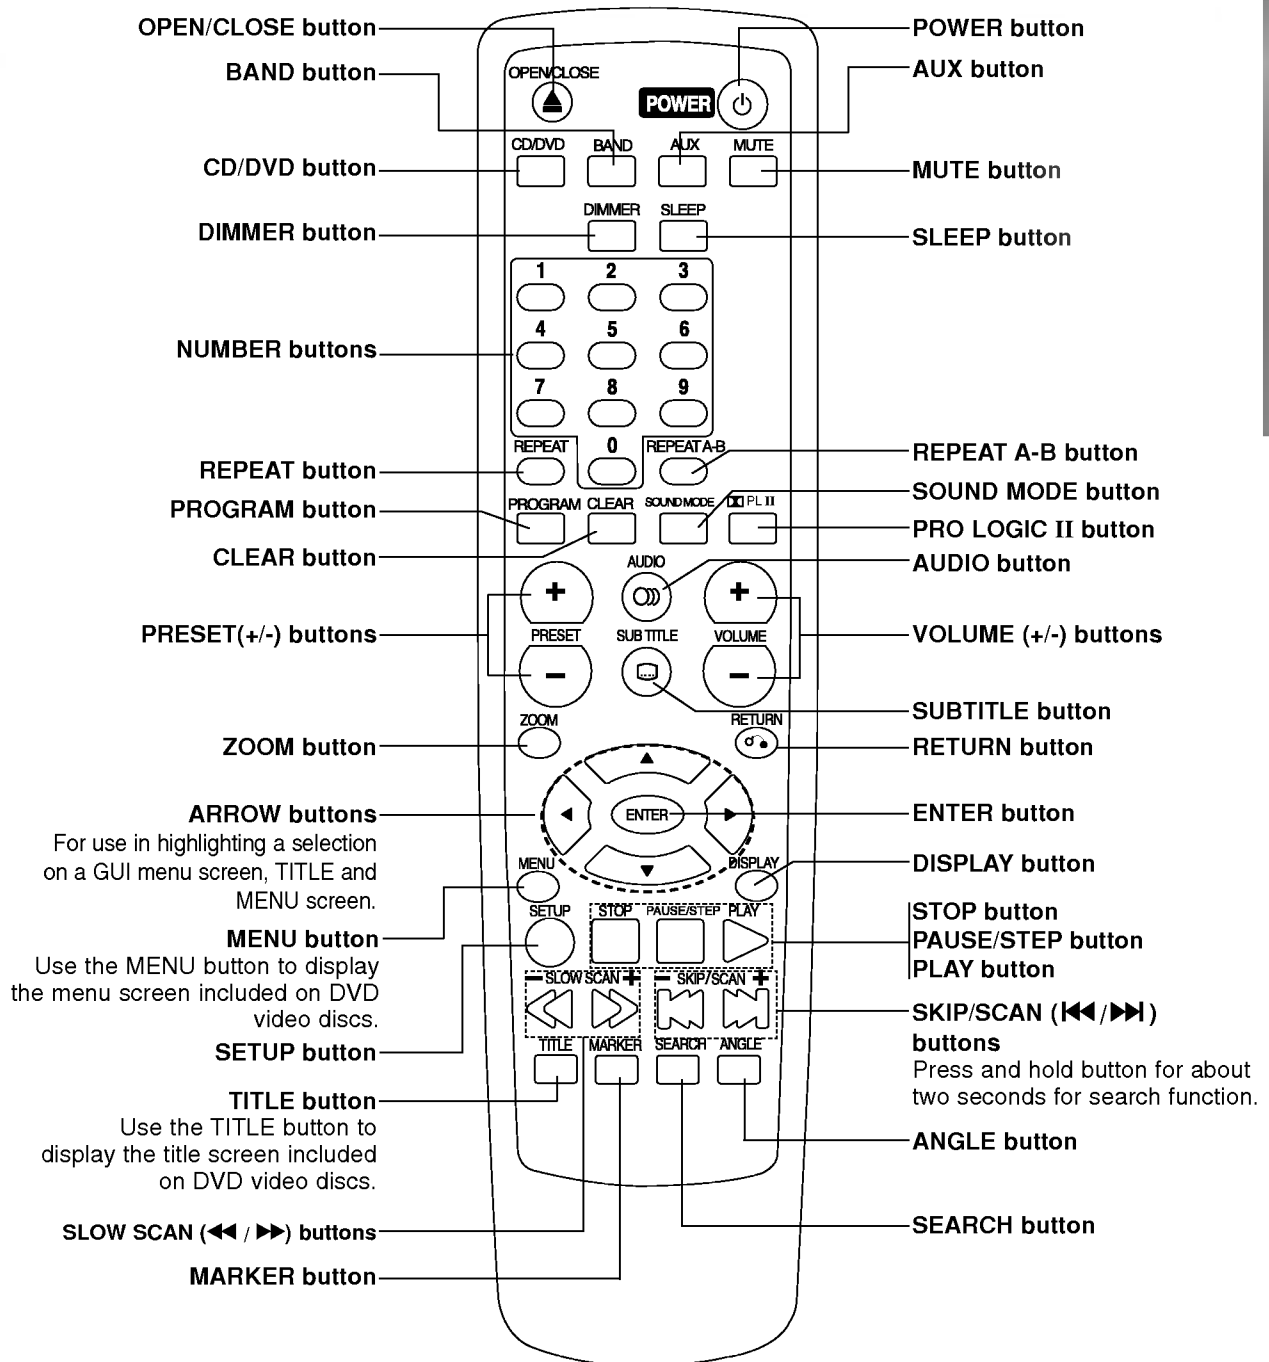 OPEN/CLOSE button
BAND button
CD/DVD button
DIMMER button
NUMBER buttons
REPEAT button
PROGRAM button
CLEAR button
PRESET(+/-) buttons
ZOOM button
ARROW buttons
For use in highlighting a selection
on a GUI menu screen, TITLE and
MENU screen.
MENU button
Use the MENU button to display
the menu screen included on DVD
video discs.
SETUP button
TITLE button
Use the TITLE button to
display the title screen included
on DVD video discs.
SLOW SCAN (◀◀ / ▶▶) buttons
MARKER button
OPEN/CLOSE
POWER
CD/DVD BAND AUX MUTE
DIMMER SLEEP
1 2 3
4 5 6
7 8 9
REPEAT 0 REPEAT A-B
PROGRAM CLEAR SOUND MODE PL II
AUDIO
+ +
PRESET SUB TITLE VOLUME
− −
ZOOM RETURN
▲
◀ ENTER ▶
▼
MENU DISPLAY
SETUP STOP PAUSE/STEP PLAY
− SLOW SCAN + − SKIP/SCAN +
TITLE MARKER SEARCH ANGLE
POWER button
AUX button
MUTE button
SLEEP button
REPEAT A-B button
SOUND MODE button
PRO LOGIC II button
AUDIO button
VOLUME (+/-) buttons
SUBTITLE button
RETURN button
ENTER button
DISPLAY button
STOP button
PAUSE/STEP button
PLAY button
SKIP/SCAN (|◀◀ / ▶▶|)
buttons
Press and hold button for about
two seconds for search function.
ANGLE button
SEARCH button